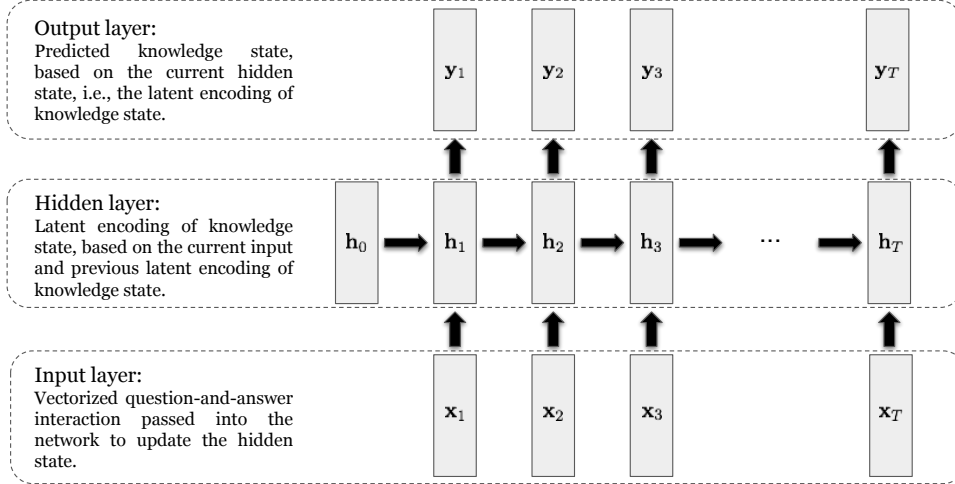 Output layer:
Predicted knowledge state,
based on the current hidden
state, i.e., the latent encoding of
knowledge state.
y₁ y₂ y₃ y_T
Hidden layer:
Latent encoding of knowledge
state, based on the current input
and previous latent encoding of
knowledge state.
h₀ h₁ h₂ h₃ ... h_T
Input layer:
Vectorized question-and-answer
interaction passed into the
network to update the hidden
state.
x₁ x₂ x₃ x_T